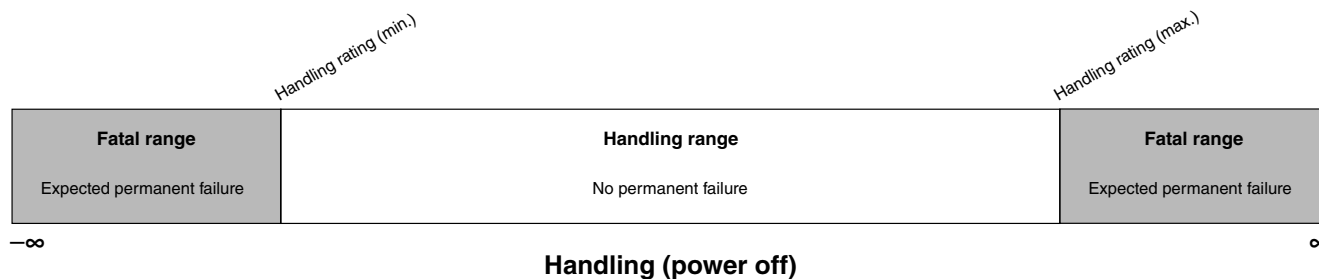 Handling rating (min.)
Handling rating (max.)
Fatal range
Handling range
Fatal range
Expected permanent failure
No permanent failure
Expected permanent failure
–∞
∞
Handling (power off)